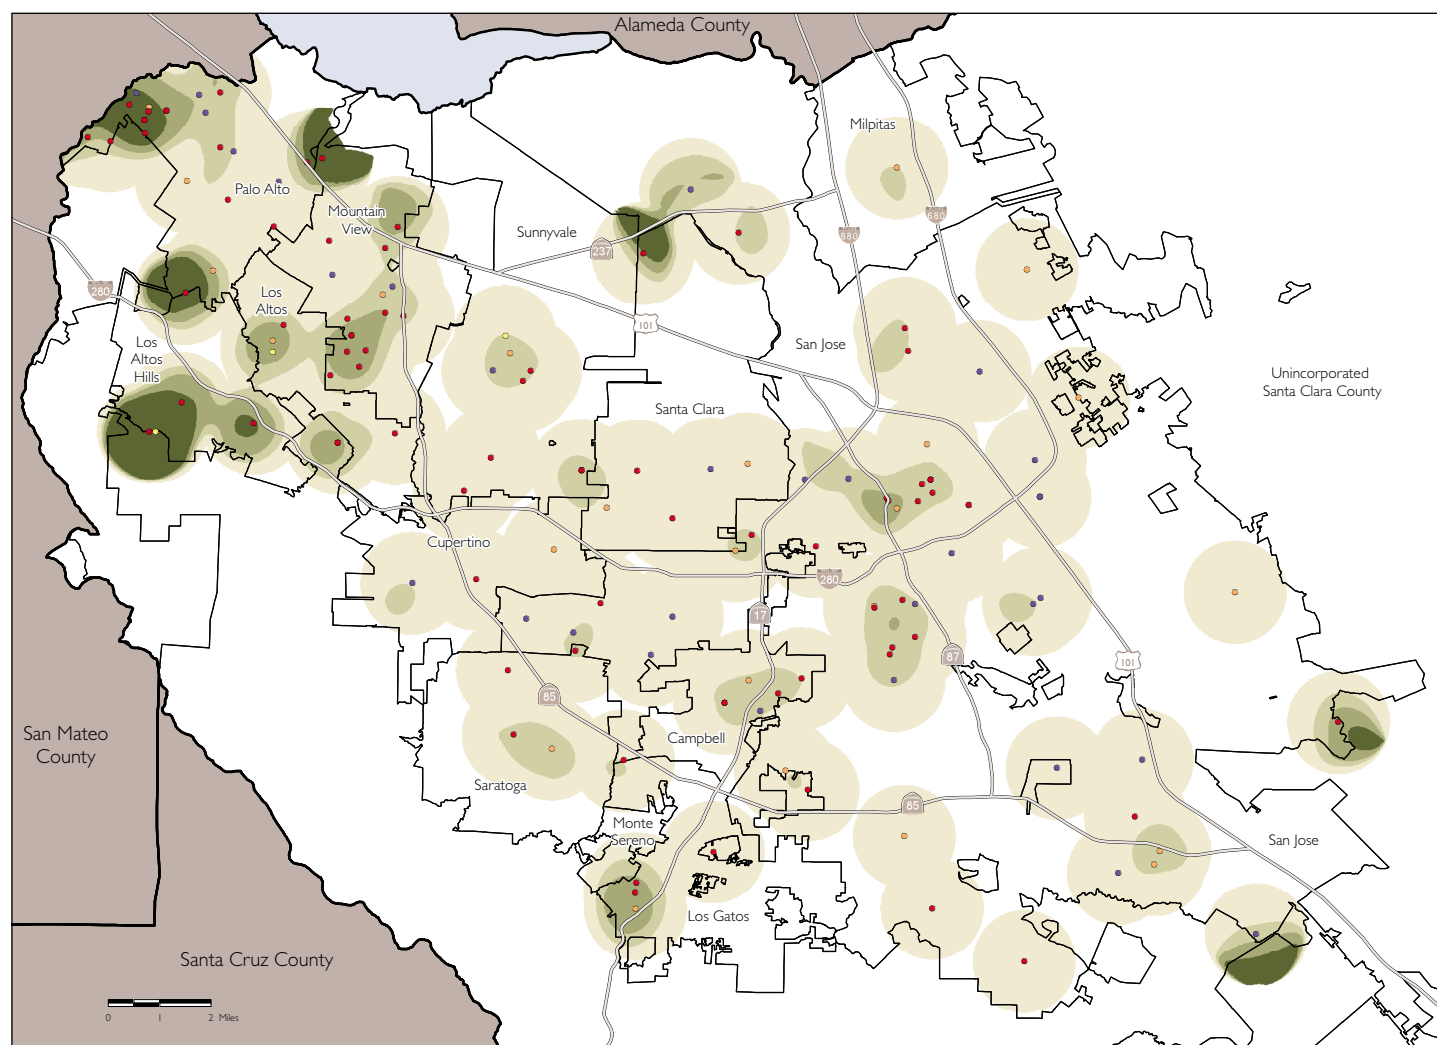 Alameda County
Milpitas
Palo Alto
Mountain
View
680
Sunnyvale
237
880
280
Los
Altos
101
Los
Altos
Hills
San Jose
Unincorporated
Santa Clara County
Santa Clara
Cupertino
280
17
87
101
85
San Mateo
County
Campbell
Saratoga
85
Monte
Sereno
San Jose
Los Gatos
Santa Cruz County
0 1 2 Miles